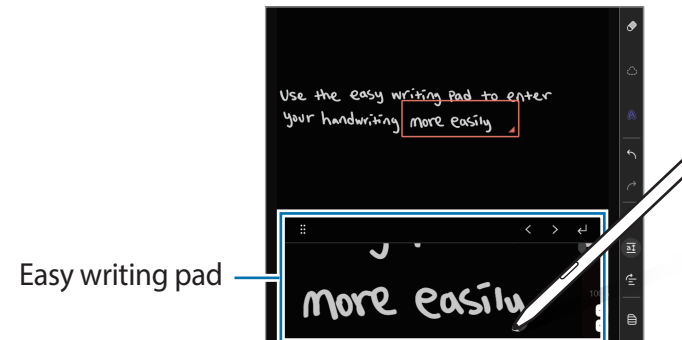 Use the easy writing pad to enter
your handwriting more easily
more easily
Easy writing pad